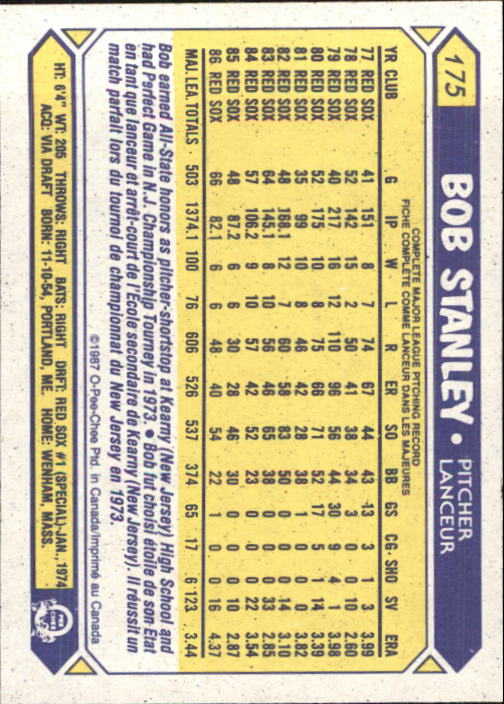 175
BOB STANLEY • PITCHER
LANCEUR
COMPLETE MAJOR LEAGUE PITCHING RECORD
FICHE COMPLÈTE COMME LANCEUR DANS LES MAJEURES
YR CLUB G IP W L R ER SO BB GS CG SHO SV ERA
77 RED SOX 41 151 8 7 74 67 44 43 13 3 1 3 3.99
78 RED SOX 52 142 15 2 50 41 38 34 3 0 0 10 2.60
79 RED SOX 40 217 16 12 110 96 56 44 30 9 4 1 3.98
80 RED SOX 52 175 10 8 75 66 71 52 17 5 1 14 3.39
81 RED SOX 35 99 10 8 46 42 28 38 1 0 0 0 3.82
82 RED SOX 48 168.1 12 7 60 58 83 50 0 0 0 14 3.10
83 RED SOX 64 145.1 8 10 56 46 65 38 0 0 0 33 2.85
84 RED SOX 57 106.2 9 10 57 42 52 23 0 0 0 22 3.54
85 RED SOX 48 87.2 6 6 30 28 46 30 0 0 0 10 2.87
86 RED SOX 66 82.1 6 6 48 40 54 22 1 0 0 16 4.37
MAJ. LEA. TOTALS 503 1374.1 100 76 606 526 537 374 65 17 6 123 3.44
Bob earned All-State honors as pitcher-shortstop at Kearny (New Jersey) High School and
had Perfect Game in N.J. Championship Tourney in 1973. • Bob fut choisi étoile de son État
en tant que lanceur et arrêt-court de l'École secondaire de Kearny (New Jersey). Il réussit un
match parfait lors du tournoi de championnat du New Jersey en 1973.
©1987 O-Pee-Chee Ptd. in Canada/Imprimé au Canada
HT: 6'4" WT: 205 THROWS: RIGHT BATS: RIGHT DRFT: RED SOX #1 (SPECIAL)-JAN., 1974
ACQ: VIA DRAFT BORN: 11-10-54, PORTLAND, ME. HOME: WENHAM, MASS.
O
PEE
CHEE